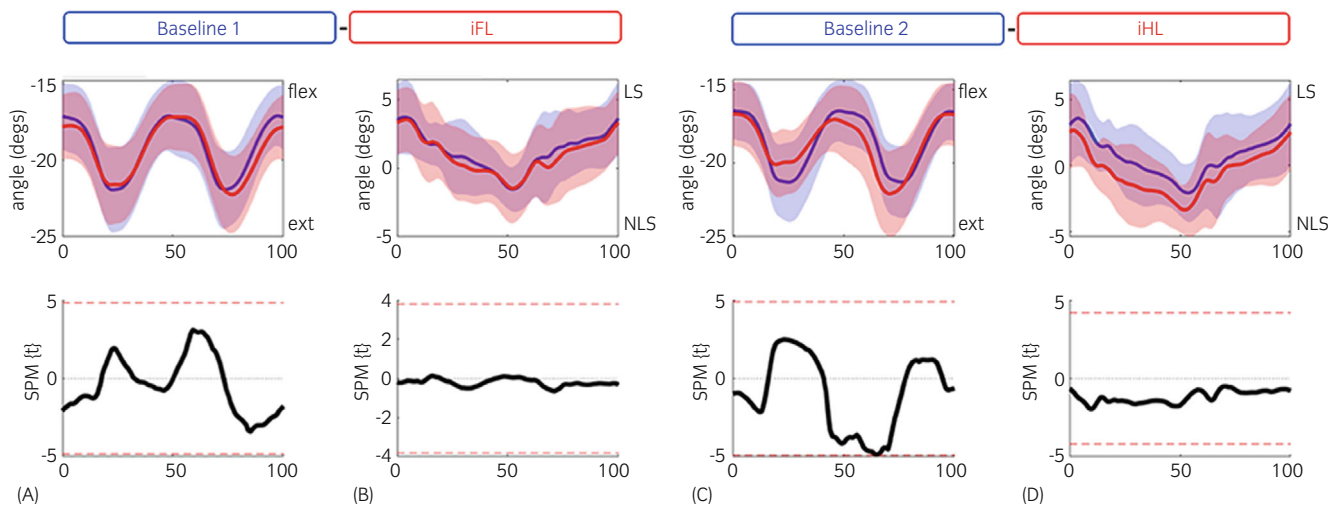 Baseline 1 - iFL Baseline 2 - iHL
-15 flex 5 LS -15 flex 5 LS
angle (degs) -20 angle (degs) 0 angle (degs) -20 angle (degs) 0
-25 ext NLS -25 ext -5 NLS
0 50 100 0 50 100 0 50 100 0 50 100
5 4 5 5
2
SPM {t} 0 SPM {t} 0 SPM {t} 0 SPM {t} 0
-2
-5 -4 -5 -5
0 50 100 0 50 100 0 50 100 0 50 100
(A) (B) (C) (D)